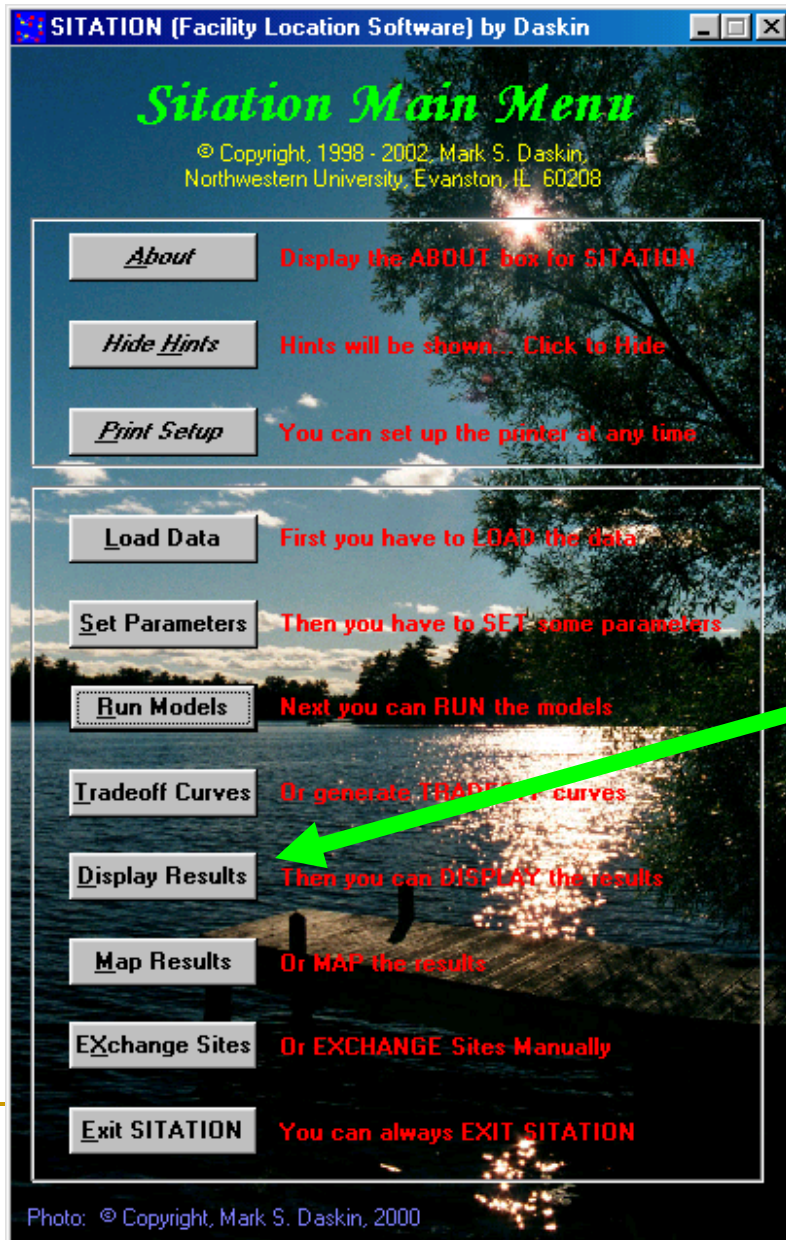 SITATION (Facility Location Software) by Daskin
Sitation Main Menu
© Copyright, 1998 - 2002, Mark S. Daskin,
Northwestern University, Evanston, IL 60208
About Display the ABOUT box for SITATION
Hide Hints Hints will be shown... Click to Hide
Print Setup You can set up the printer at any time
Load Data First you have to LOAD the data
Set Parameters Then you have to SET some parameters
Run Models Next you can RUN the models
Tradeoff Curves Or generate TRADEOFF curves
Display Results Then you can DISPLAY the results
Map Results Or MAP the results
EXchange Sites Or EXCHANGE Sites Manually
Exit SITATION You can always EXIT SITATION
Photo: © Copyright, Mark S. Daskin, 2000